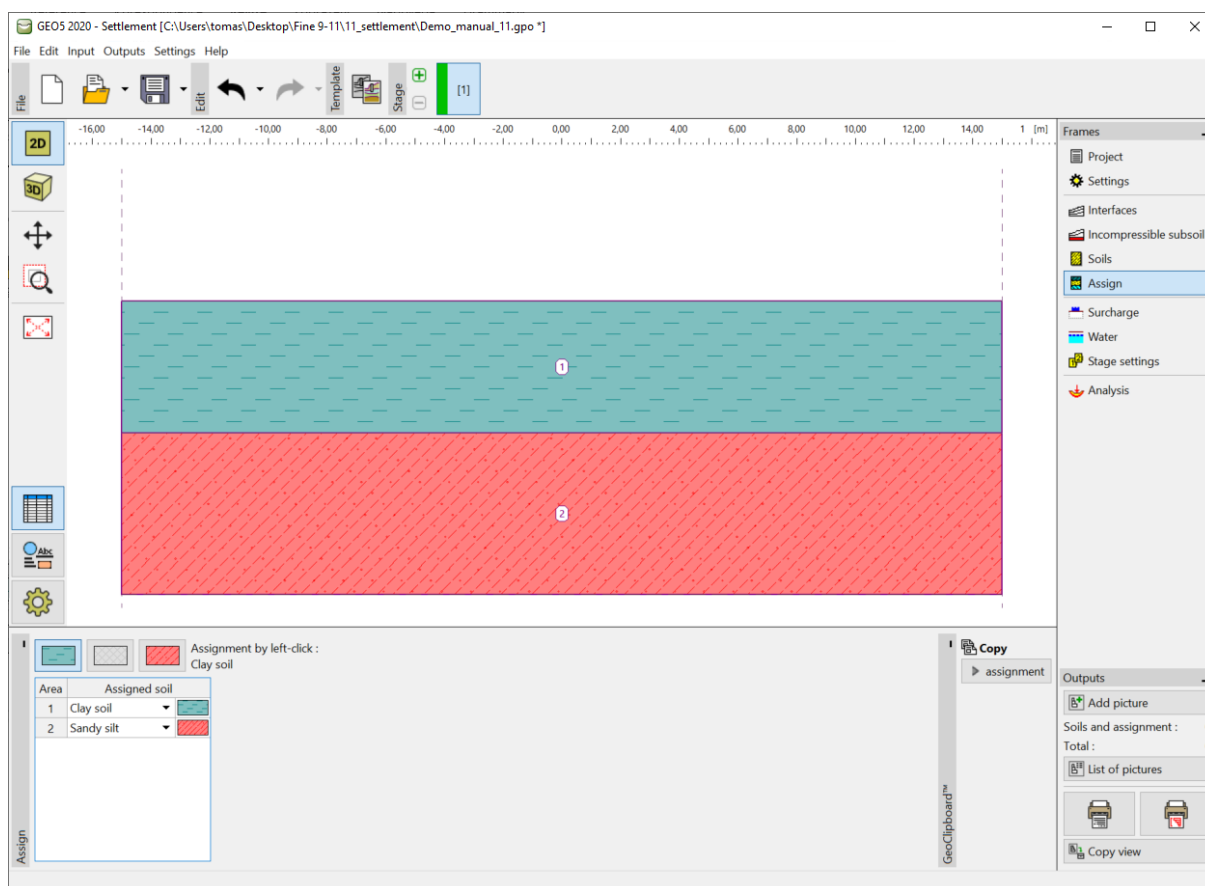 GEO5 2020 - Settlement [C:\Users\tomas\Desktop\Fine 9-11\11_settlement\Demo_manual_11.gpo *]
File Edit Input Outputs Settings Help
File
Edit
Template
Stage
[1]
2D
3D
-16,00 -14,00 -12,00 -10,00 -8,00 -6,00 -4,00 -2,00 0,00 2,00 4,00 6,00 8,00 10,00 12,00 14,00 1 [m]
1
2
Abc
Frames
Project
Settings
Interfaces
Incompressible subsoil
Soils
Assign
Surcharge
Water
Stage settings
Analysis
Assign
Assignment by left-click :
Clay soil
Area Assigned soil
1 Clay soil
2 Sandy silt
GeoClipboard™
Copy
assignment
Outputs
Add picture
Soils and assignment :
Total :
List of pictures
Copy view